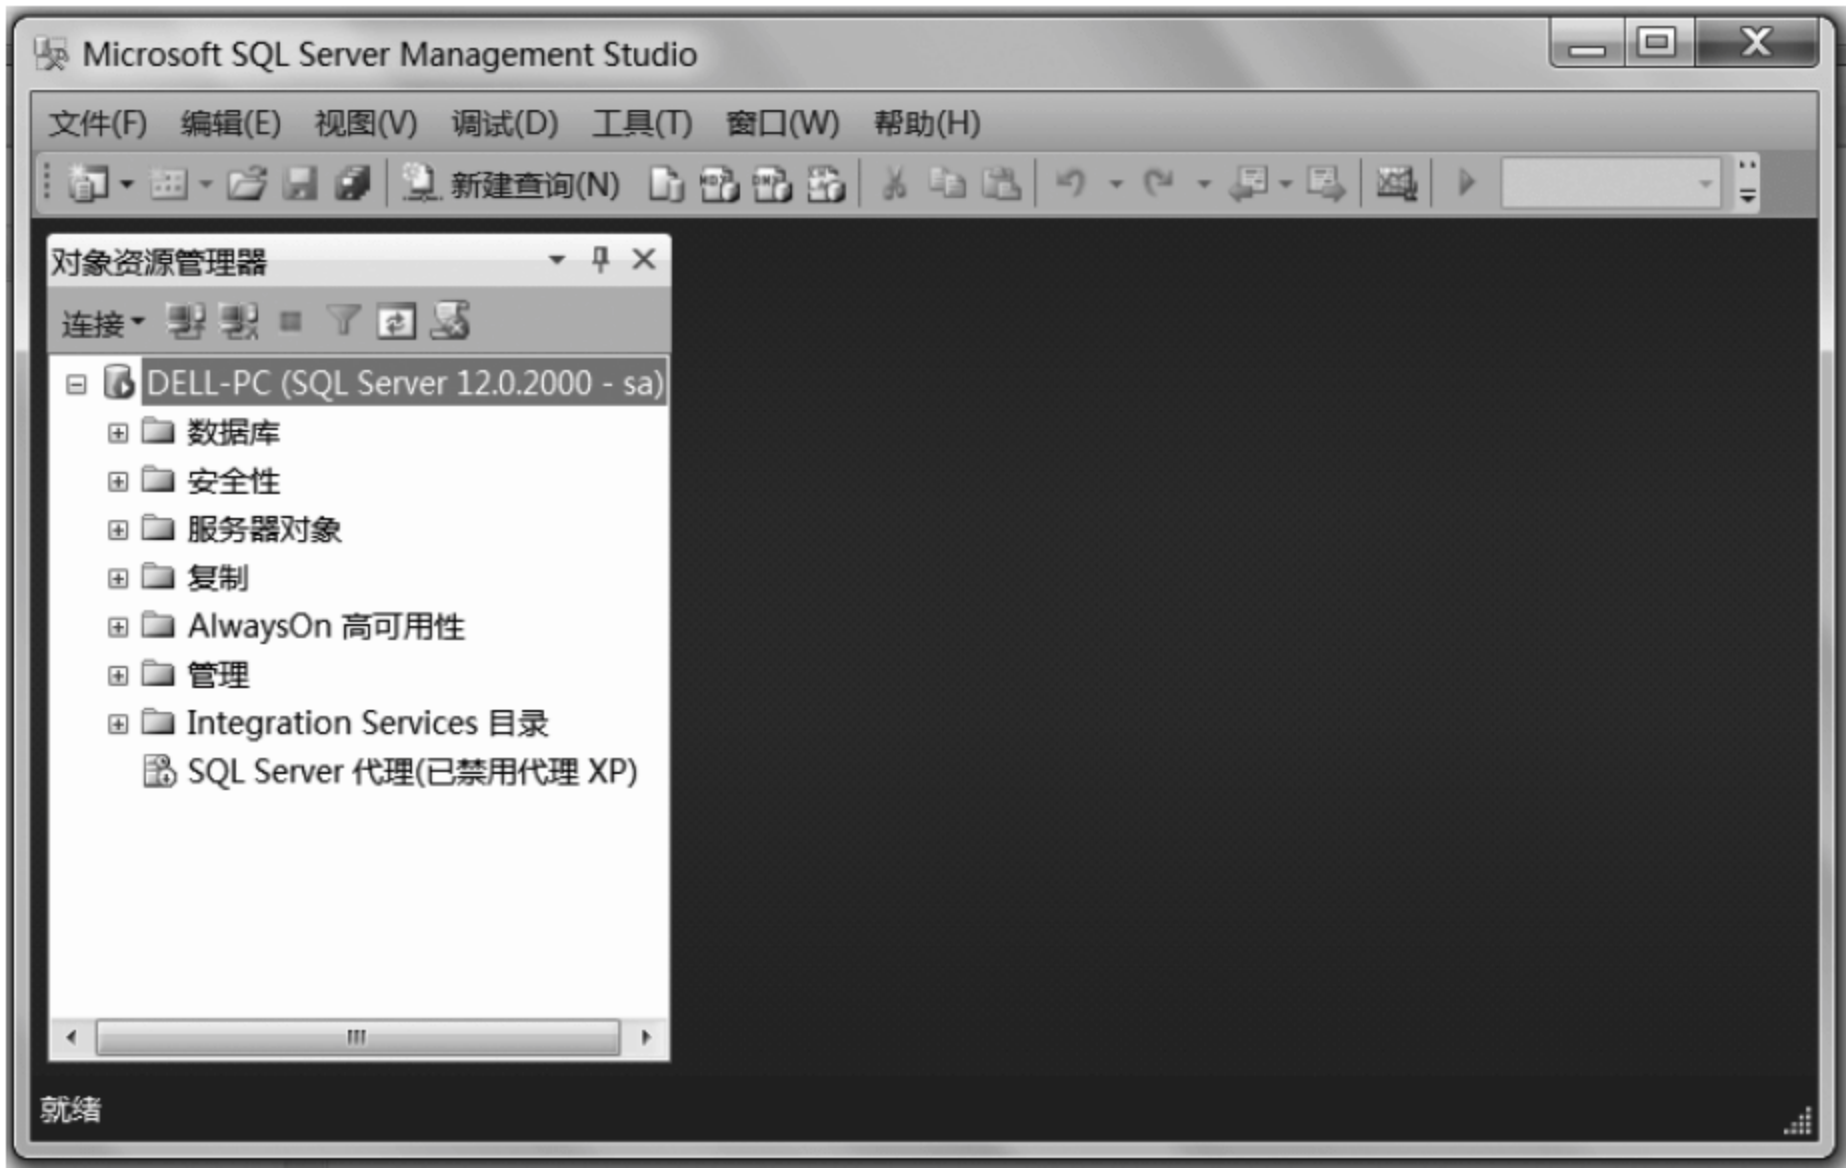 Microsoft SQL Server Management Studio
文件(F) 编辑(E) 视图(V) 调试(D) 工具(T) 窗口(W) 帮助(H)
新建查询(N)
对象资源管理器
连接
DELL-PC (SQL Server 12.0.2000 - sa)
数据库
安全性
服务器对象
复制
AlwaysOn 高可用性
管理
Integration Services 目录
SQL Server 代理(已禁用代理 XP)
就绪